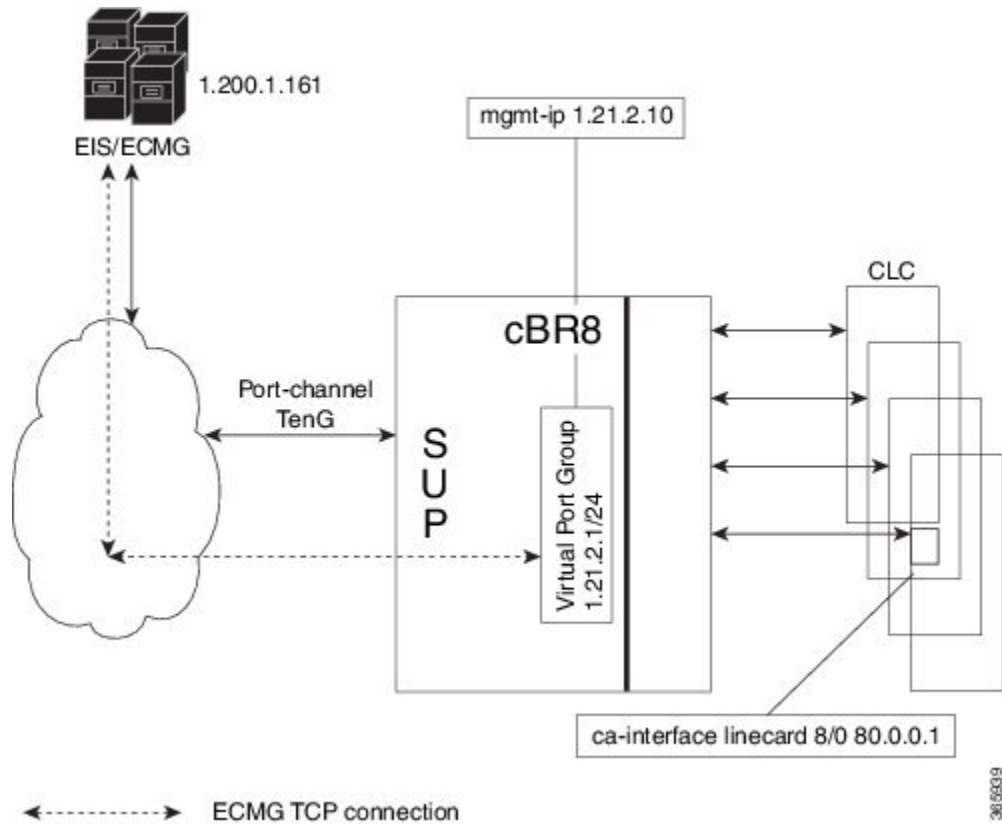 1.200.1.161
EIS/ECMG
mgmt-ip 1.21.2.10
CLC
cBR8
Port-channel
TenG
SUP
Virtual Port Group
1.21.2.1/24
ca-interface linecard 8/0 80.0.0.1
ECMG TCP connection
365939